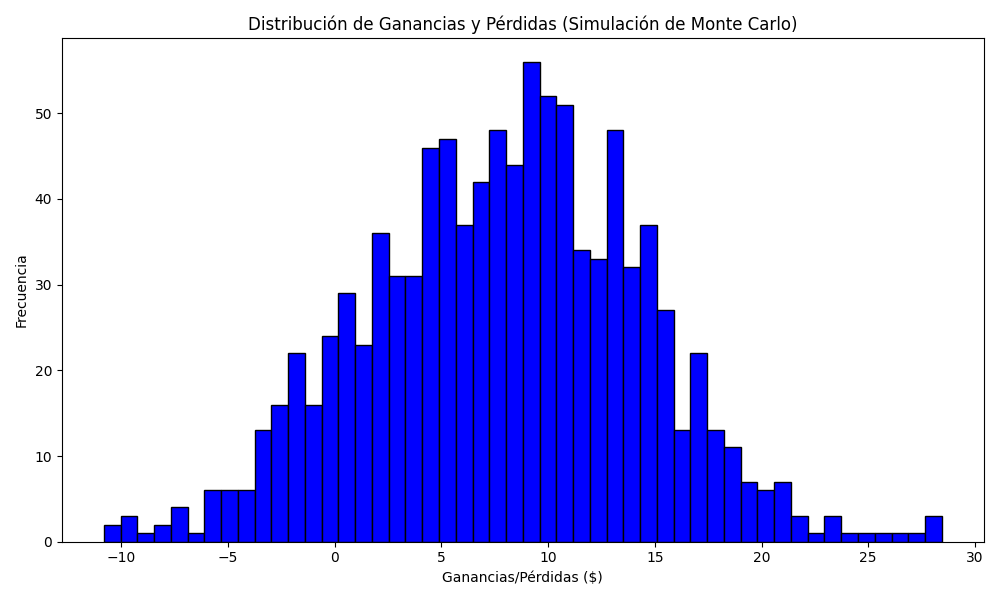 Distribución de Ganancias y Pérdidas (Simulación de Monte Carlo)
Frecuencia
50
40
30
20
10
0
−10 −5 0 5 10 15 20 25 30
Ganancias/Pérdidas ($)